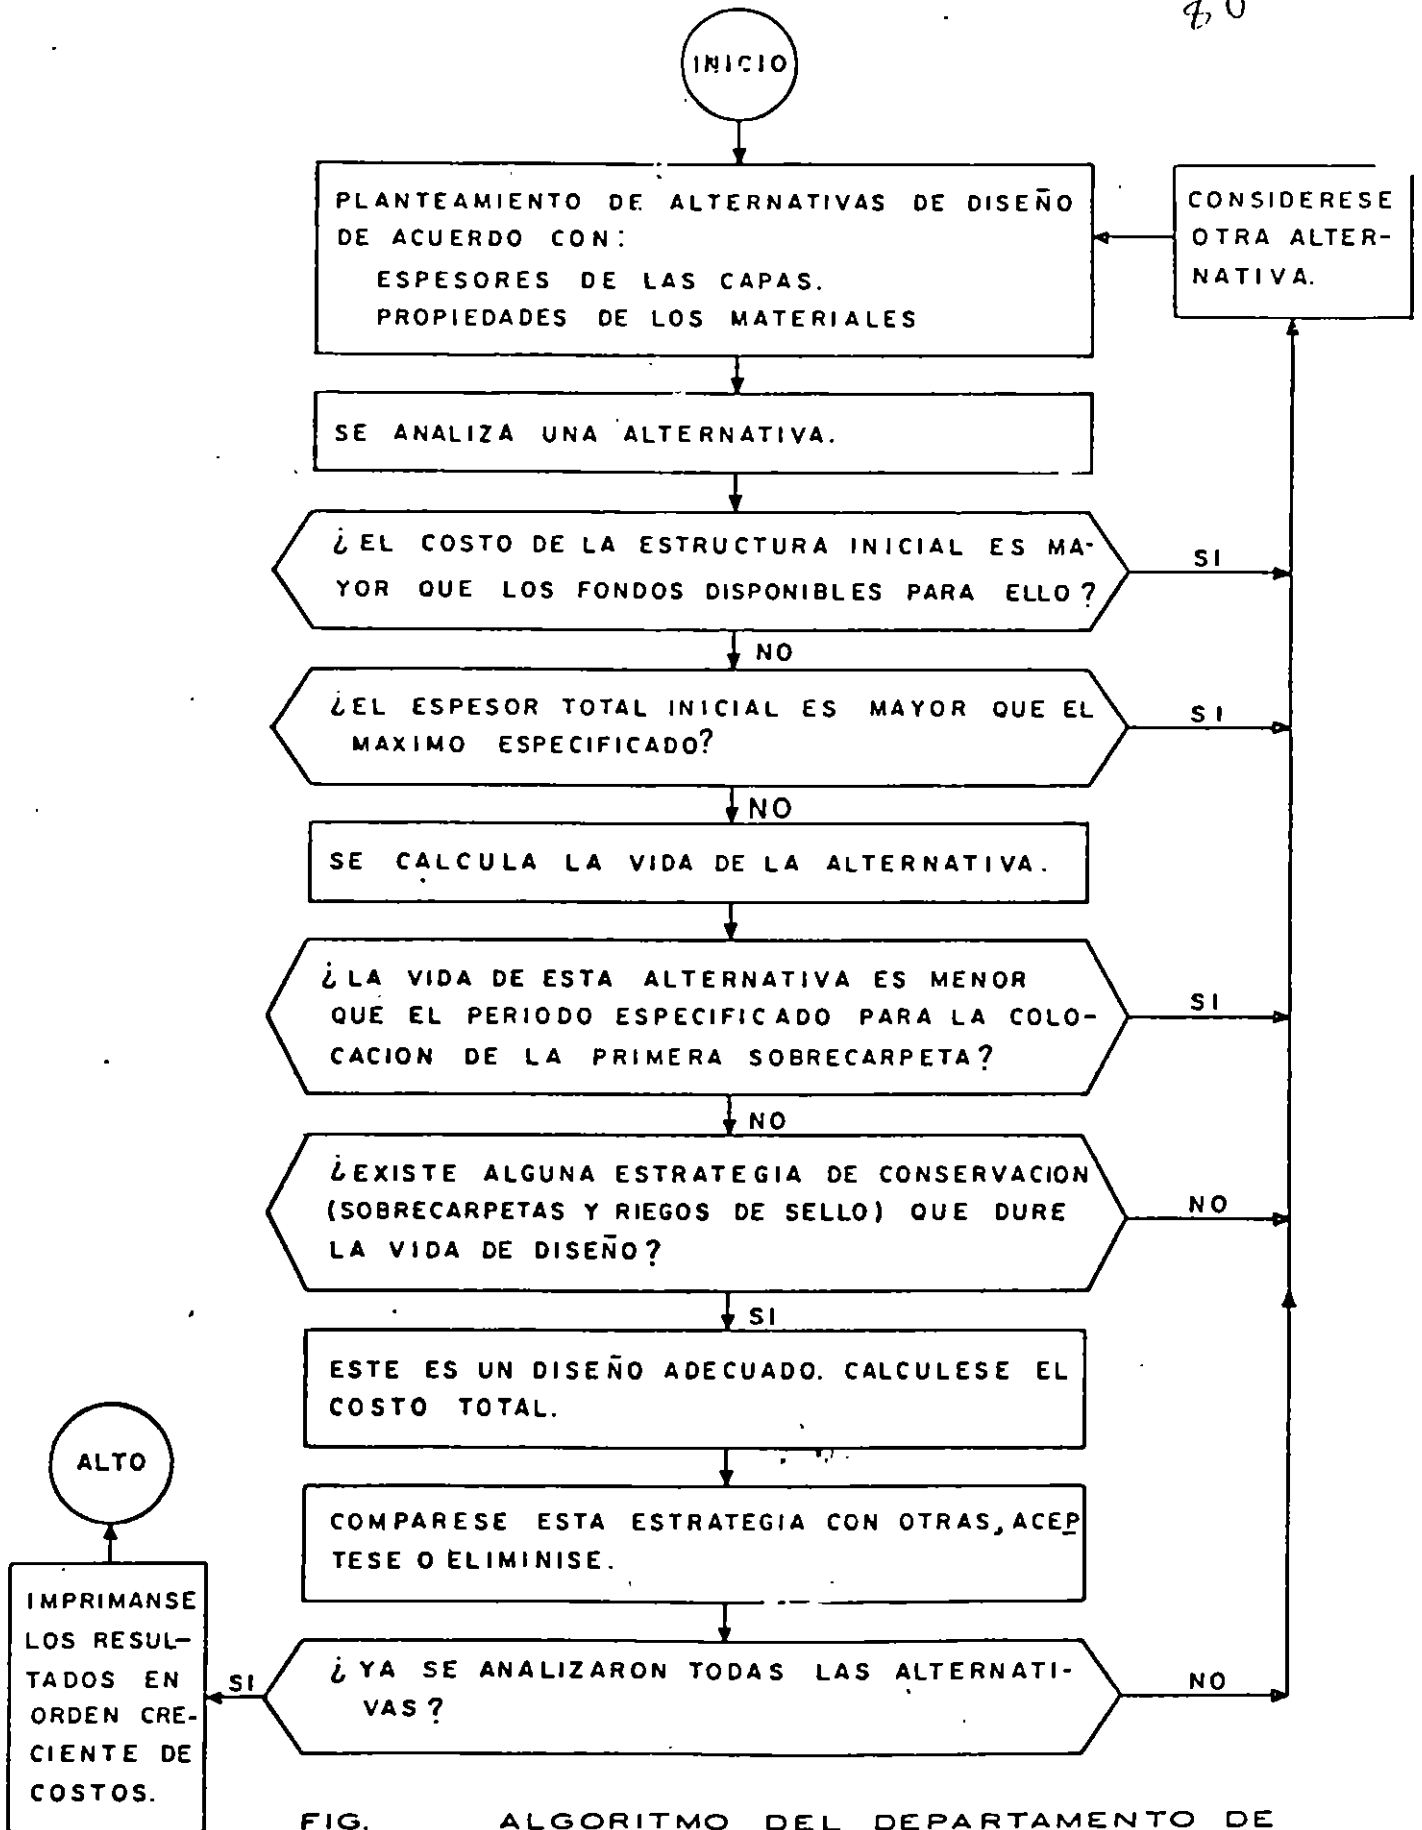 INICIO
PLANTEAMIENTO DE ALTERNATIVAS DE DISEÑO
DE ACUERDO CON:
ESPESORES DE LAS CAPAS.
PROPIEDADES DE LOS MATERIALES
CONSIDERESE
OTRA ALTER-
NATIVA.
SE ANALIZA UNA ALTERNATIVA.
¿EL COSTO DE LA ESTRUCTURA INICIAL ES MA-
YOR QUE LOS FONDOS DISPONIBLES PARA ELLO?
SI
NO
¿EL ESPESOR TOTAL INICIAL ES MAYOR QUE EL
MAXIMO ESPECIFICADO?
SI
NO
SE CALCULA LA VIDA DE LA ALTERNATIVA.
¿LA VIDA DE ESTA ALTERNATIVA ES MENOR
QUE EL PERIODO ESPECIFICADO PARA LA COLO-
CACION DE LA PRIMERA SOBRECARPETA?
SI
NO
¿EXISTE ALGUNA ESTRATEGIA DE CONSERVACION
(SOBRECARPETAS Y RIEGOS DE SELLO) QUE DURE
LA VIDA DE DISEÑO?
NO
SI
ESTE ES UN DISEÑO ADECUADO. CALCULESE EL
COSTO TOTAL.
COMPARESE ESTA ESTRATEGIA CON OTRAS, ACEP
TESE O ELIMINISE.
¿YA SE ANALIZARON TODAS LAS ALTERNATI-
VAS?
NO
SI
ALTO
IMPRIMANSE
LOS RESUL-
TADOS EN
ORDEN CRE-
CIENTE DE
COSTOS.
FIG. ALGORITMO DEL DEPARTAMENTO DE